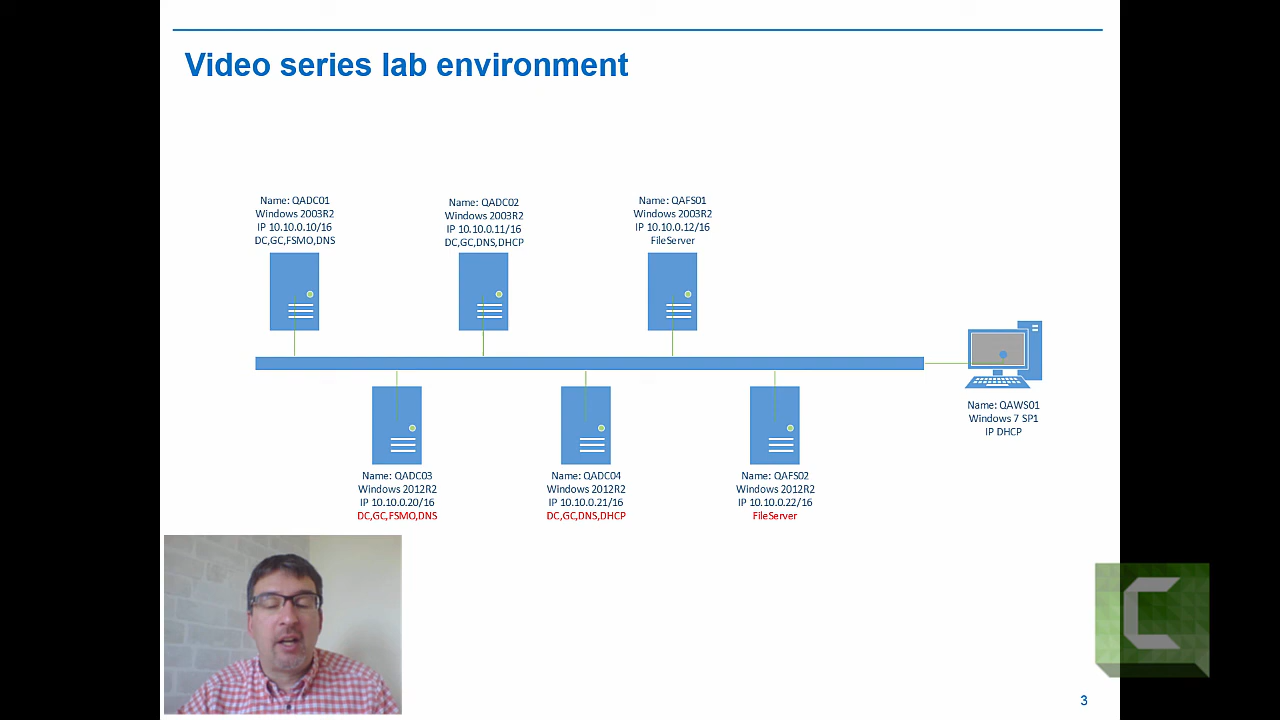 Video series lab environment
Name: QADC01
Windows 2003R2
IP 10.10.0.10/16
DC,GC,FSMO,DNS
Name: QADC02
Windows 2003R2
IP 10.10.0.11/16
DC,GC,DNS,DHCP
Name: QAFS01
Windows 2003R2
IP 10.10.0.12/16
FileServer
Name: QAWS01
Windows 7 SP1
IP DHCP
Name: QADC03
Windows 2012R2
IP 10.10.0.20/16
DC,GC,FSMO,DNS
Name: QADC04
Windows 2012R2
IP 10.10.0.21/16
DC,GC,DNS,DHCP
Name: QAFS02
Windows 2012R2
IP 10.10.0.22/16
FileServer
C
3